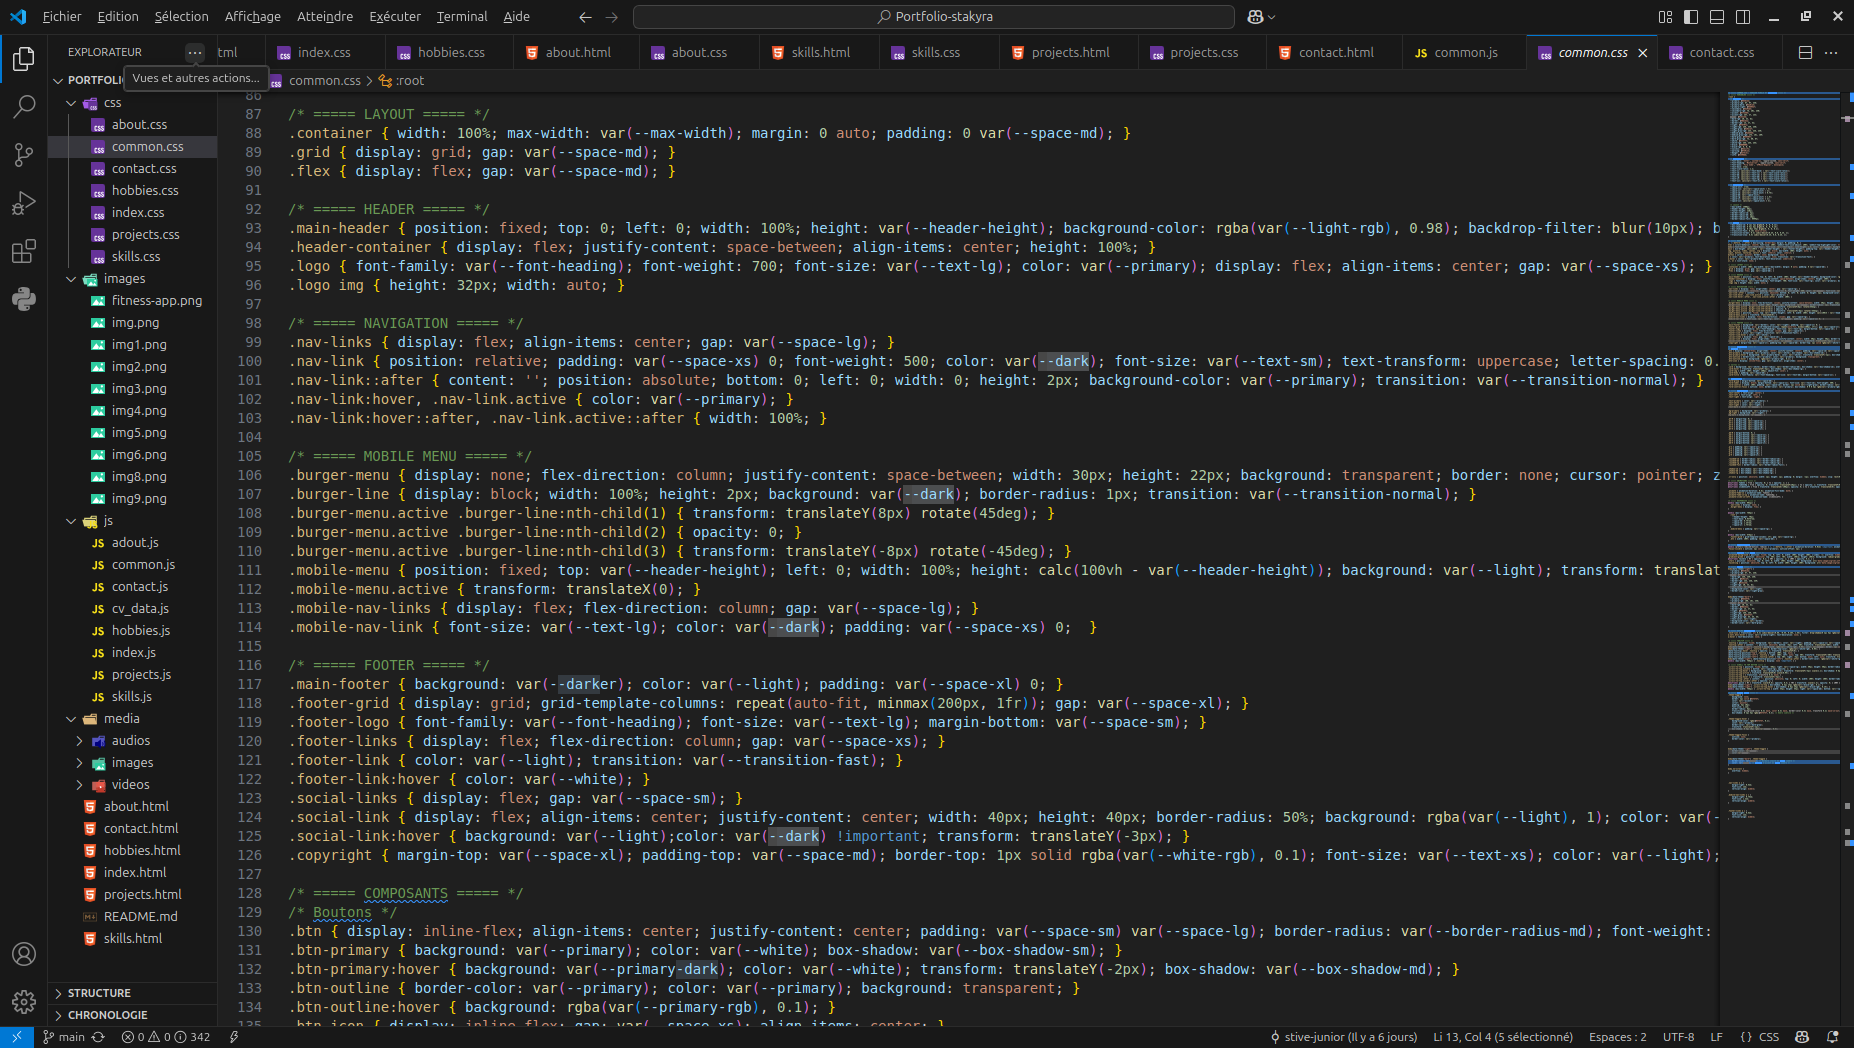 Fichier Edition Sélection Affichage Atteindre Exécuter Terminal Aide Portfolio-stakyra
EXPLORATEUR tml index.css hobbies.css about.html about.css skills.html skills.css projects.html projects.css contact.html common.js common.css contact.css
PORTFOLI
Vues et autres actions...
common.css > :root
css
about.css
common.css
contact.css
hobbies.css
index.css
projects.css
skills.css
images
fitness-app.png
img.png
img1.png
img2.png
img3.png
img4.png
img5.png
img6.png
img8.png
img9.png
js
adout.js
common.js
contact.js
cv_data.js
hobbies.js
index.js
projects.js
skills.js
media
audios
images
videos
about.html
contact.html
hobbies.html
index.html
projects.html
README.md
skills.html
STRUCTURE
CHRONOLOGIE
86
87 /* ===== LAYOUT ===== */
88 .container { width: 100%; max-width: var(--max-width); margin: 0 auto; padding: 0 var(--space-md); }
89 .grid { display: grid; gap: var(--space-md); }
90 .flex { display: flex; gap: var(--space-md); }
91
92 /* ===== HEADER ===== */
93 .main-header { position: fixed; top: 0; left: 0; width: 100%; height: var(--header-height); background-color: rgba(var(--light-rgb), 0.98); backdrop-filter: blur(10px); b
94 .header-container { display: flex; justify-content: space-between; align-items: center; height: 100%; }
95 .logo { font-family: var(--font-heading); font-weight: 700; font-size: var(--text-lg); color: var(--primary); display: flex; align-items: center; gap: var(--space-xs); }
96 .logo img { height: 32px; width: auto; }
97
98 /* ===== NAVIGATION ===== */
99 .nav-links { display: flex; align-items: center; gap: var(--space-lg); }
100 .nav-link { position: relative; padding: var(--space-xs) 0; font-weight: 500; color: var(--dark); font-size: var(--text-sm); text-transform: uppercase; letter-spacing: 0.
101 .nav-link::after { content: ''; position: absolute; bottom: 0; left: 0; width: 0; height: 2px; background-color: var(--primary); transition: var(--transition-normal); }
102 .nav-link:hover, .nav-link.active { color: var(--primary); }
103 .nav-link:hover::after, .nav-link.active::after { width: 100%; }
104
105 /* ===== MOBILE MENU ===== */
106 .burger-menu { display: none; flex-direction: column; justify-content: space-between; width: 30px; height: 22px; background: transparent; border: none; cursor: pointer; z
107 .burger-line { display: block; width: 100%; height: 2px; background: var(--dark); border-radius: 1px; transition: var(--transition-normal); }
108 .burger-menu.active .burger-line:nth-child(1) { transform: translateY(8px) rotate(45deg); }
109 .burger-menu.active .burger-line:nth-child(2) { opacity: 0; }
110 .burger-menu.active .burger-line:nth-child(3) { transform: translateY(-8px) rotate(-45deg); }
111 .mobile-menu { position: fixed; top: var(--header-height); left: 0; width: 100%; height: calc(100vh - var(--header-height)); background: var(--light); transform: translat
112 .mobile-menu.active { transform: translateX(0); }
113 .mobile-nav-links { display: flex; flex-direction: column; gap: var(--space-lg); }
114 .mobile-nav-link { font-size: var(--text-lg); color: var(--dark); padding: var(--space-xs) 0;  }
115
116 /* ===== FOOTER ===== */
117 .main-footer { background: var(--darker); color: var(--light); padding: var(--space-xl) 0; }
118 .footer-grid { display: grid; grid-template-columns: repeat(auto-fit, minmax(200px, 1fr)); gap: var(--space-xl); }
119 .footer-logo { font-family: var(--font-heading); font-size: var(--text-lg); margin-bottom: var(--space-sm); }
120 .footer-links { display: flex; flex-direction: column; gap: var(--space-xs); }
121 .footer-link { color: var(--light); transition: var(--transition-fast); }
122 .footer-link:hover { color: var(--white); }
123 .social-links { display: flex; gap: var(--space-sm); }
124 .social-link { display: flex; align-items: center; justify-content: center; width: 40px; height: 40px; border-radius: 50%; background: rgba(var(--light), 1); color: var(-
125 .social-link:hover { background: var(--light);color: var(--dark) !important; transform: translateY(-3px); }
126 .copyright { margin-top: var(--space-xl); padding-top: var(--space-md); border-top: 1px solid rgba(var(--white-rgb), 0.1); font-size: var(--text-xs); color: var(--light);
127
128 /* ===== COMPOSANTS ===== */
129 /* Boutons */
130 .btn { display: inline-flex; align-items: center; justify-content: center; padding: var(--space-sm) var(--space-lg); border-radius: var(--border-radius-md); font-weight:
131 .btn-primary { background: var(--primary); color: var(--white); box-shadow: var(--box-shadow-sm); }
132 .btn-primary:hover { background: var(--primary-dark); color: var(--white); transform: translateY(-2px); box-shadow: var(--box-shadow-md); }
133 .btn-outline { border-color: var(--primary); color: var(--primary); background: transparent; }
134 .btn-outline:hover { background: rgba(var(--primary-rgb), 0.1); }
135 .btn-icon { display: inline-flex; gap: var(--space-xs); align-items: center; }
main 0 0 342 stive-junior (Il y a 6 jours) Li 13, Col 4 (5 sélectionné) Espaces : 2 UTF-8 LF { } CSS